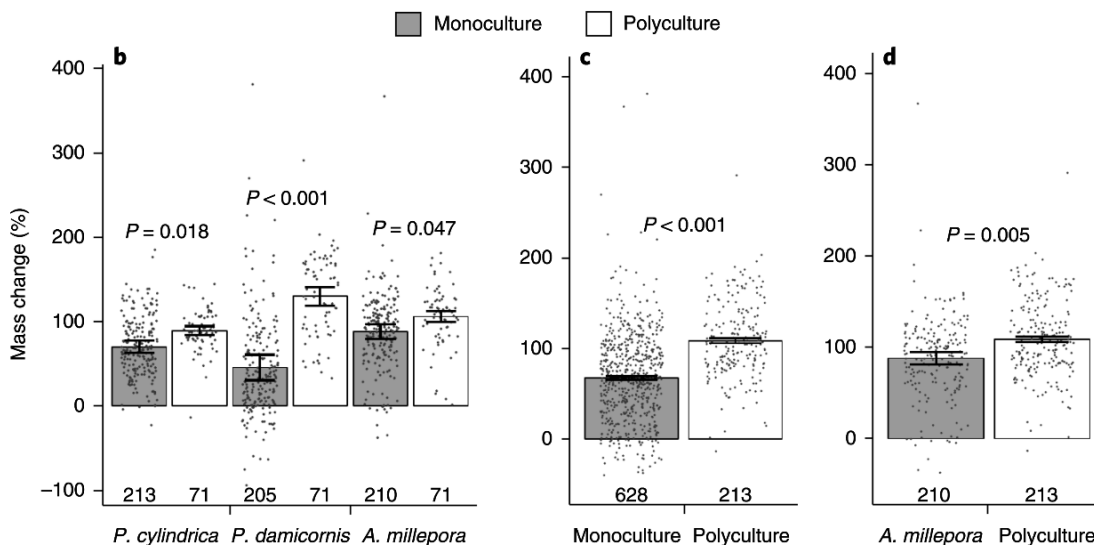 Monoculture Polyculture
b
c
d
Mass change (%)
400
300
200
100
0
–100
P = 0.018
P < 0.001
P = 0.047
213 71 205 71 210 71
P. cylindrica P. damicornis A. millepora
400
300
200
100
0
P < 0.001
628 213
Monoculture Polyculture
400
300
200
100
0
P = 0.005
210 213
A. millepora Polyculture